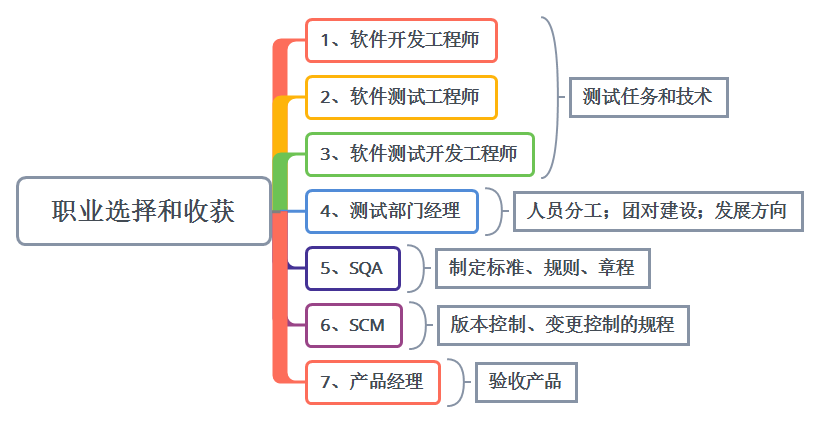 职业选择和收获
1、软件开发工程师
2、软件测试工程师
3、软件测试开发工程师
测试任务和技术
4、测试部门经理
人员分工；团对建设；发展方向
5、SQA
制定标准、规则、章程
6、SCM
版本控制、变更控制的规程
7、产品经理
验收产品